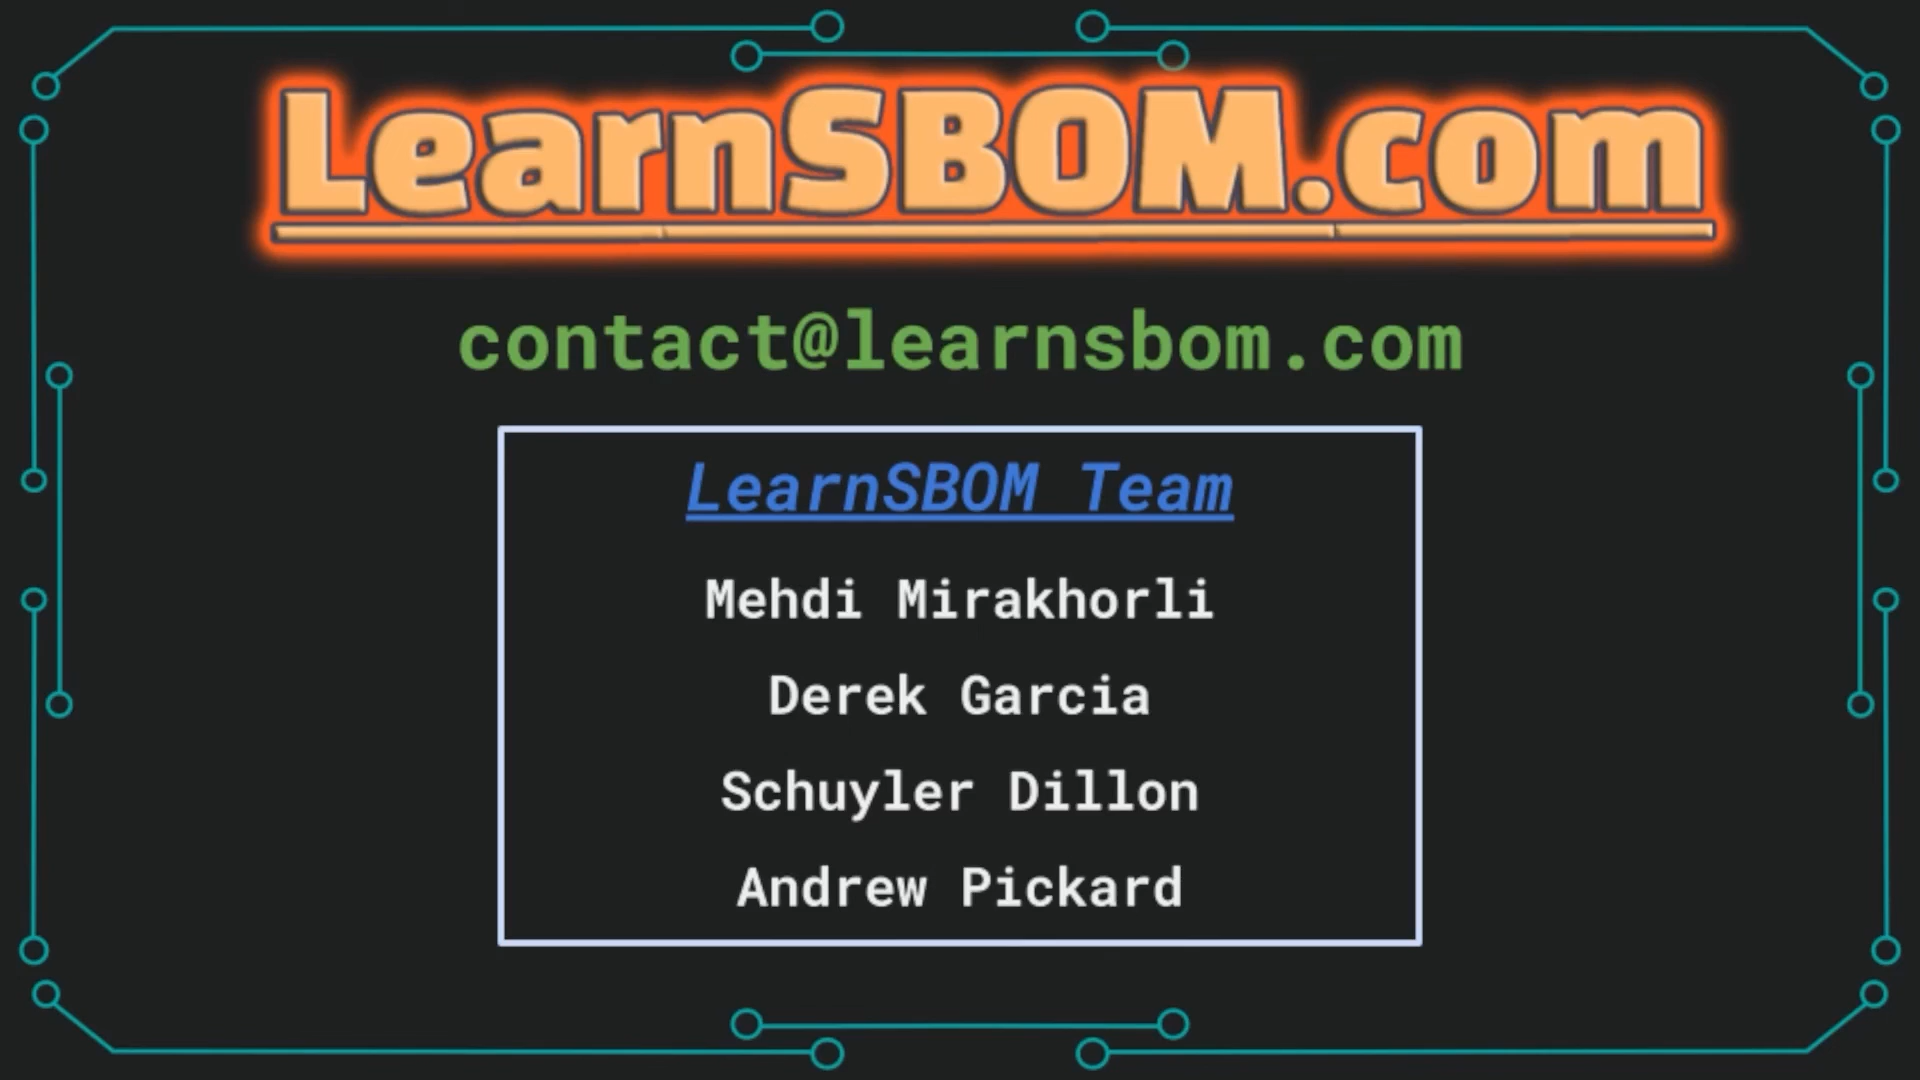 LearnSBOM.com
contact@learnsbom.com
LearnSBOM Team
Mehdi Mirakhorli
Derek Garcia
Schuyler Dillon
Andrew Pickard